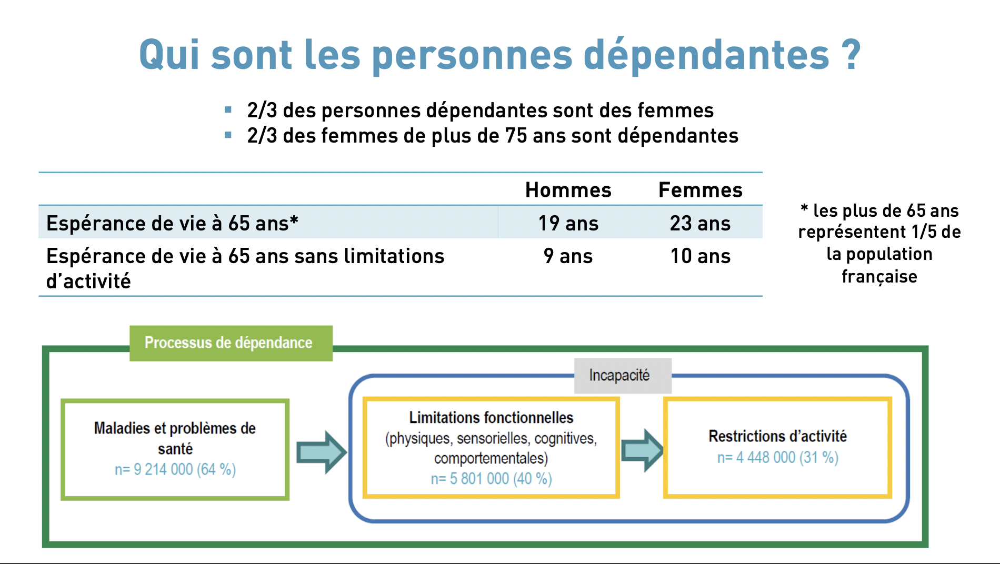 Qui sont les personnes dépendantes ?
▪ 2/3 des personnes dépendantes sont des femmes
▪ 2/3 des femmes de plus de 75 ans sont dépendantes
Hommes Femmes
Espérance de vie à 65 ans* 19 ans 23 ans
Espérance de vie à 65 ans sans limitations 9 ans 10 ans
d’activité
* les plus de 65 ans
représentent 1/5 de
la population
française
Processus de dépendance
Incapacité
Maladies et problèmes de
santé
n= 9 214 000 (64 %)
Limitations fonctionnelles
(physiques, sensorielles, cognitives,
comportementales)
n= 5 801 000 (40 %)
Restrictions d’activité
n= 4 448 000 (31 %)